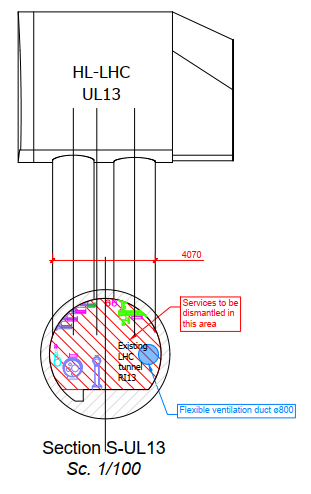 HL-LHC
UL13
4070
Services to be
dismantled in
this area
Existing
LHC
tunnel
RI13
Flexible ventilation duct ø800
Section S-UL13
Sc. 1/100